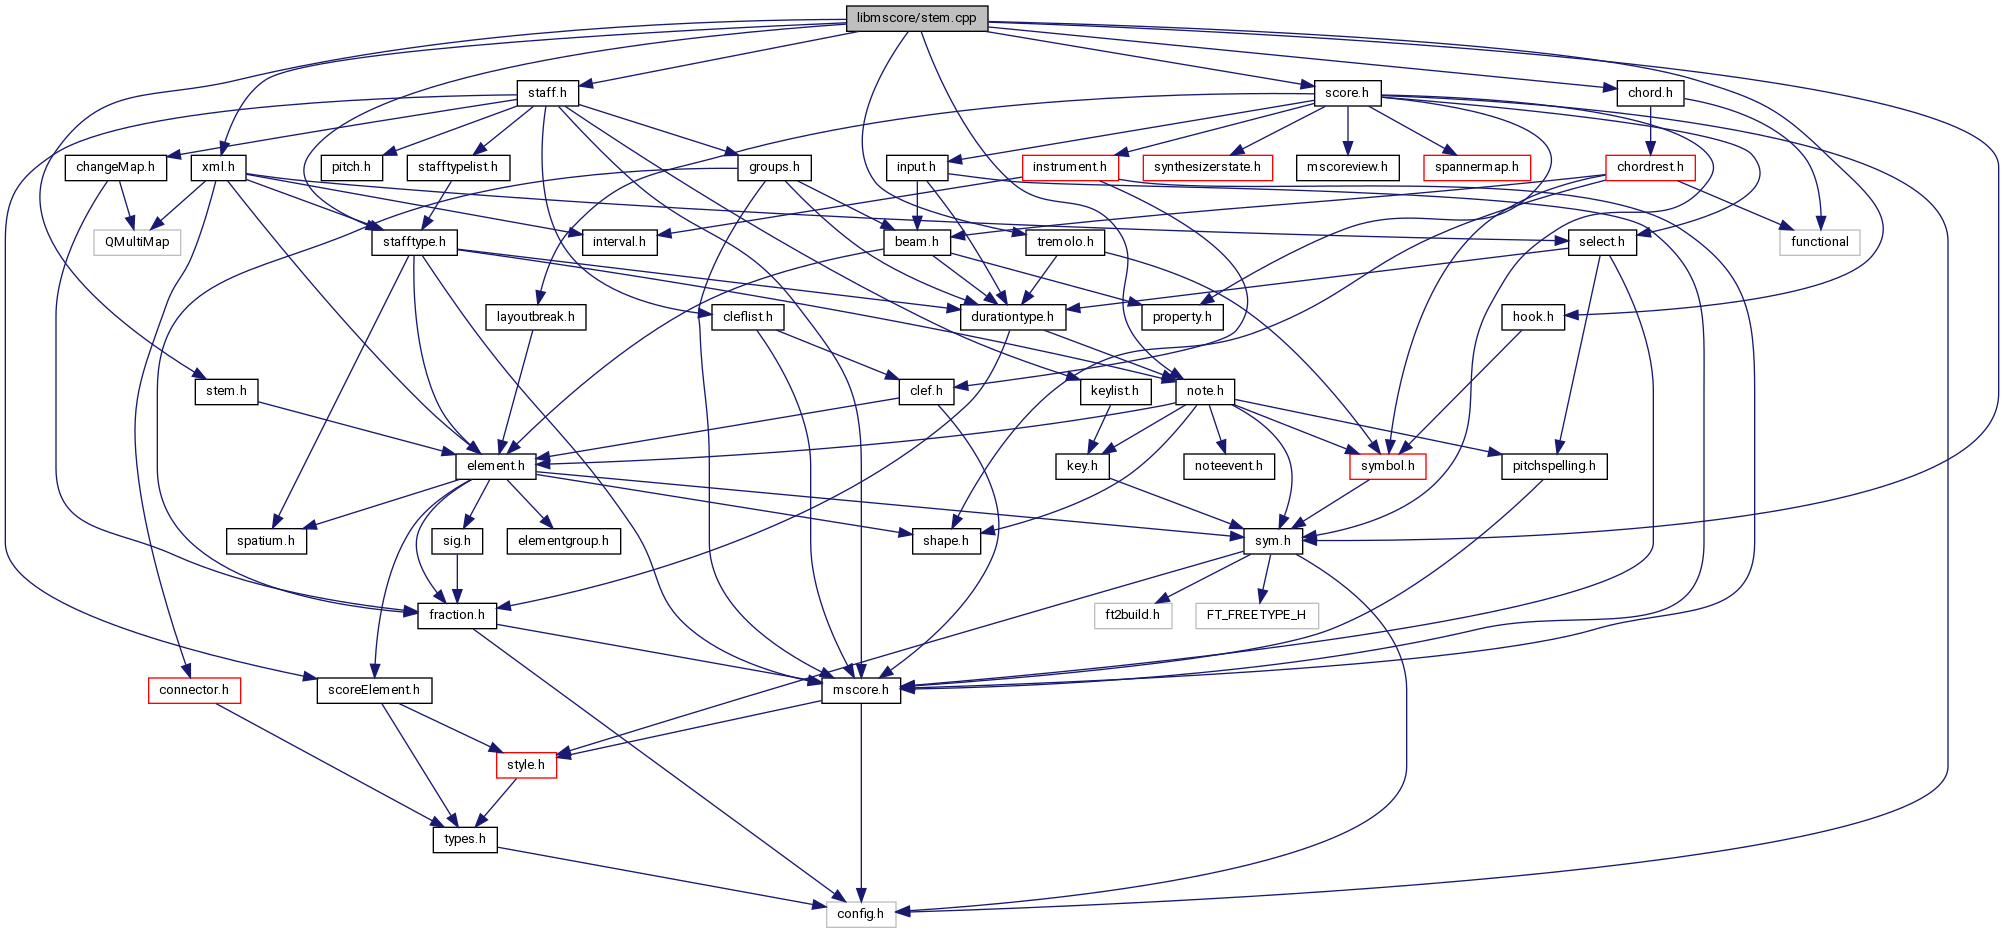 libmscore/stem.cpp
staff.h
score.h
chord.h
changeMap.h
xml.h
pitch.h
stafftypelist.h
groups.h
input.h
instrument.h
synthesizerstate.h
mscoreview.h
spannermap.h
chordrest.h
QMultiMap
stafftype.h
interval.h
beam.h
tremolo.h
select.h
functional
layoutbreak.h
cleflist.h
durationtype.h
property.h
hook.h
stem.h
clef.h
keylist.h
note.h
element.h
key.h
noteevent.h
symbol.h
pitchspelling.h
spatium.h
sig.h
elementgroup.h
shape.h
sym.h
fraction.h
ft2build.h
FT_FREETYPE_H
connector.h
scoreElement.h
mscore.h
style.h
types.h
config.h